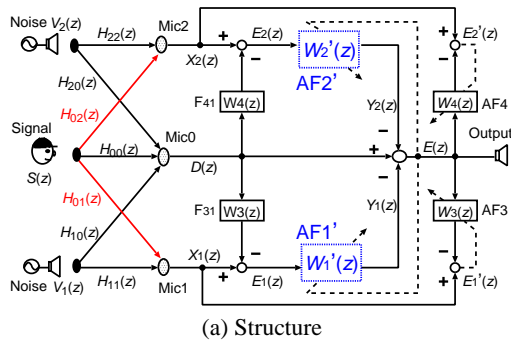 Noise V2(z)
H22(z)
Mic2
+
E2(z)
W2'(z)
E2'(z)
+
X2(z)
−
AF2'
−
H20(z)
H02(z)
F41
W4(z)
Y2(z)
W4(z)
AF4
Signal
Mic0
−
Output
H00(z)
+
E(z)
S(z)
D(z)
−
H01(z)
F31
W3(z)
Y1(z)
W3(z)
AF3
H10(z)
AF1'
X1(z)
−
W1'(z)
−
+
+
H11(z)
Noise V1(z)
Mic1
E1(z)
E1'(z)
(a) Structure